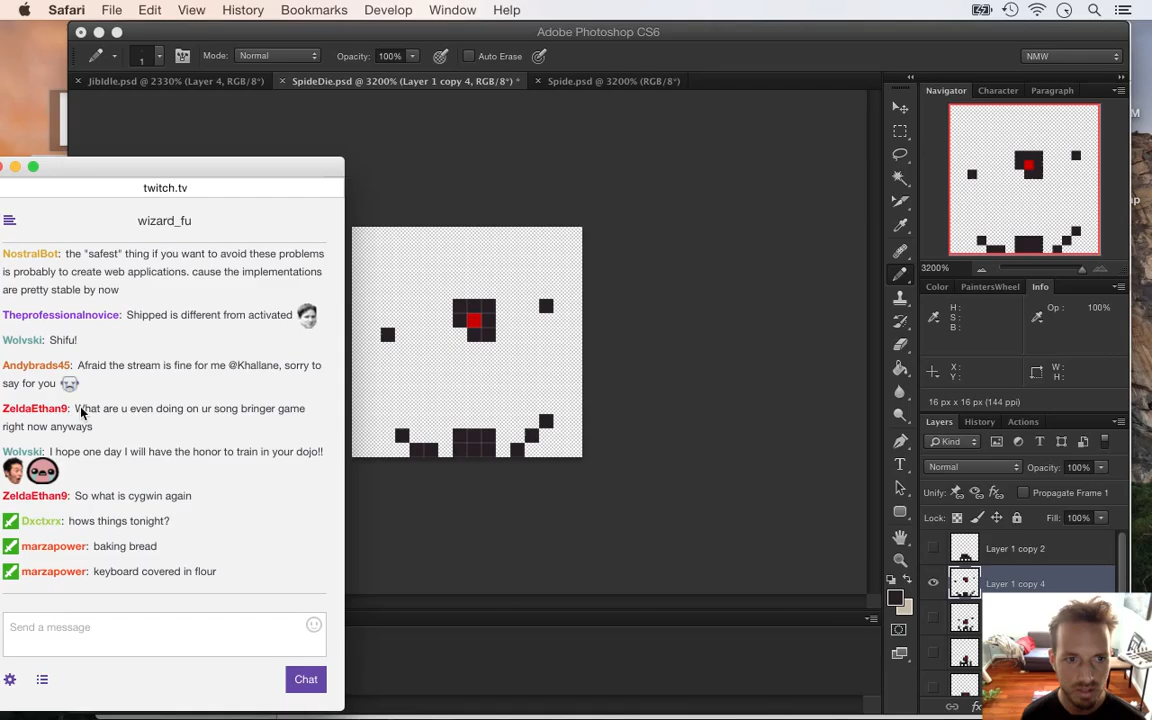 Safari File Edit View History Bookmarks Develop Window Help
Adobe Photoshop CS6
1 Mode: Normal Opacity: 100% Auto Erase NMW
JibIdle.psd @ 2330% (Layer 4, RGB/8*) SpideDie.psd @ 3200% (Layer 1 copy 4, RGB/8*) * Spide.psd @ 3200% (RGB/8*)
Navigator Character Paragraph
twitch.tv
wizard_fu
NostralBot: the "safest" thing if you want to avoid these problems
is probably to create web applications. cause the implementations
are pretty stable by now
Theprofessionalnovice: Shipped is different from activated
Wolvski: Shifu!
Andybrads45: Afraid the stream is fine for me @Khallane, sorry to
say for you
ZeldaEthan9: What are u even doing on ur song bringer game
right now anyways
Wolvski: I hope one day I will have the honor to train in your dojo!!
ZeldaEthan9: So what is cygwin again
Dxctxrx: hows things tonight?
marzapower: baking bread
marzapower: keyboard covered in flour
Send a message
Chat
3200%
Color PaintersWheel Info
H:
S:
B:
Op: 100%
X:
Y:
W:
H:
16 px x 16 px (144 ppi)
Layers History Actions
Kind
Normal Opacity: 100%
Unify: Propagate Frame 1
Lock: Fill: 100%
Layer 1 copy 2
Layer 1 copy 4